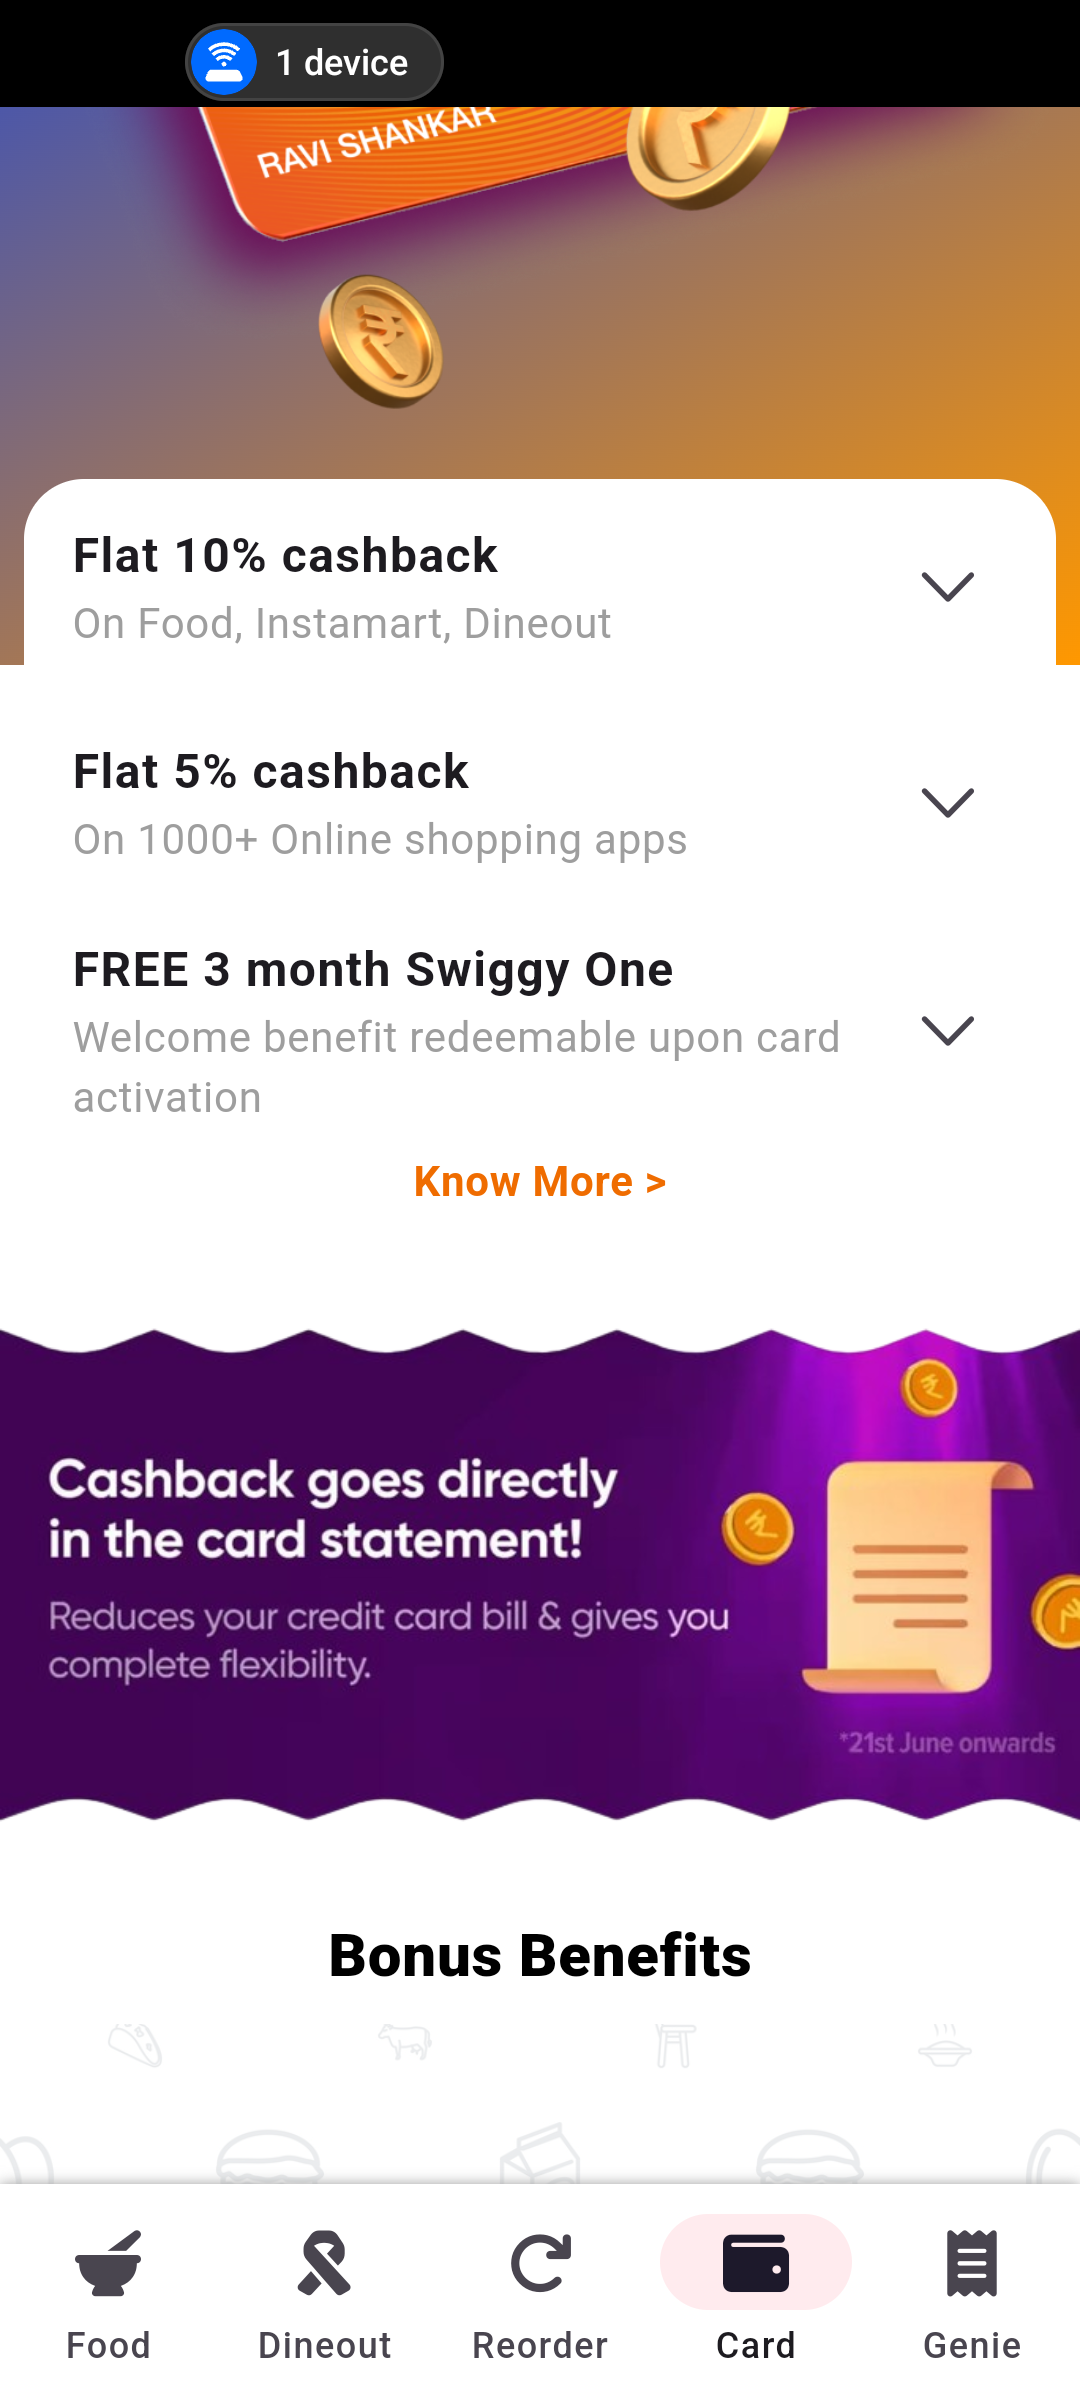 1 device
RAVI SHANKAR
Flat 10% cashback
On Food, Instamart, Dineout
Flat 5% cashback
On 1000+ Online shopping apps
FREE 3 month Swiggy One
Welcome benefit redeemable upon card
activation
Know More >
Cashback goes directly
in the card statement!
Reduces your credit card bill & gives you
complete flexibility.
*21st June onwards
Bonus Benefits
Food
Dineout
Reorder
Card
Genie